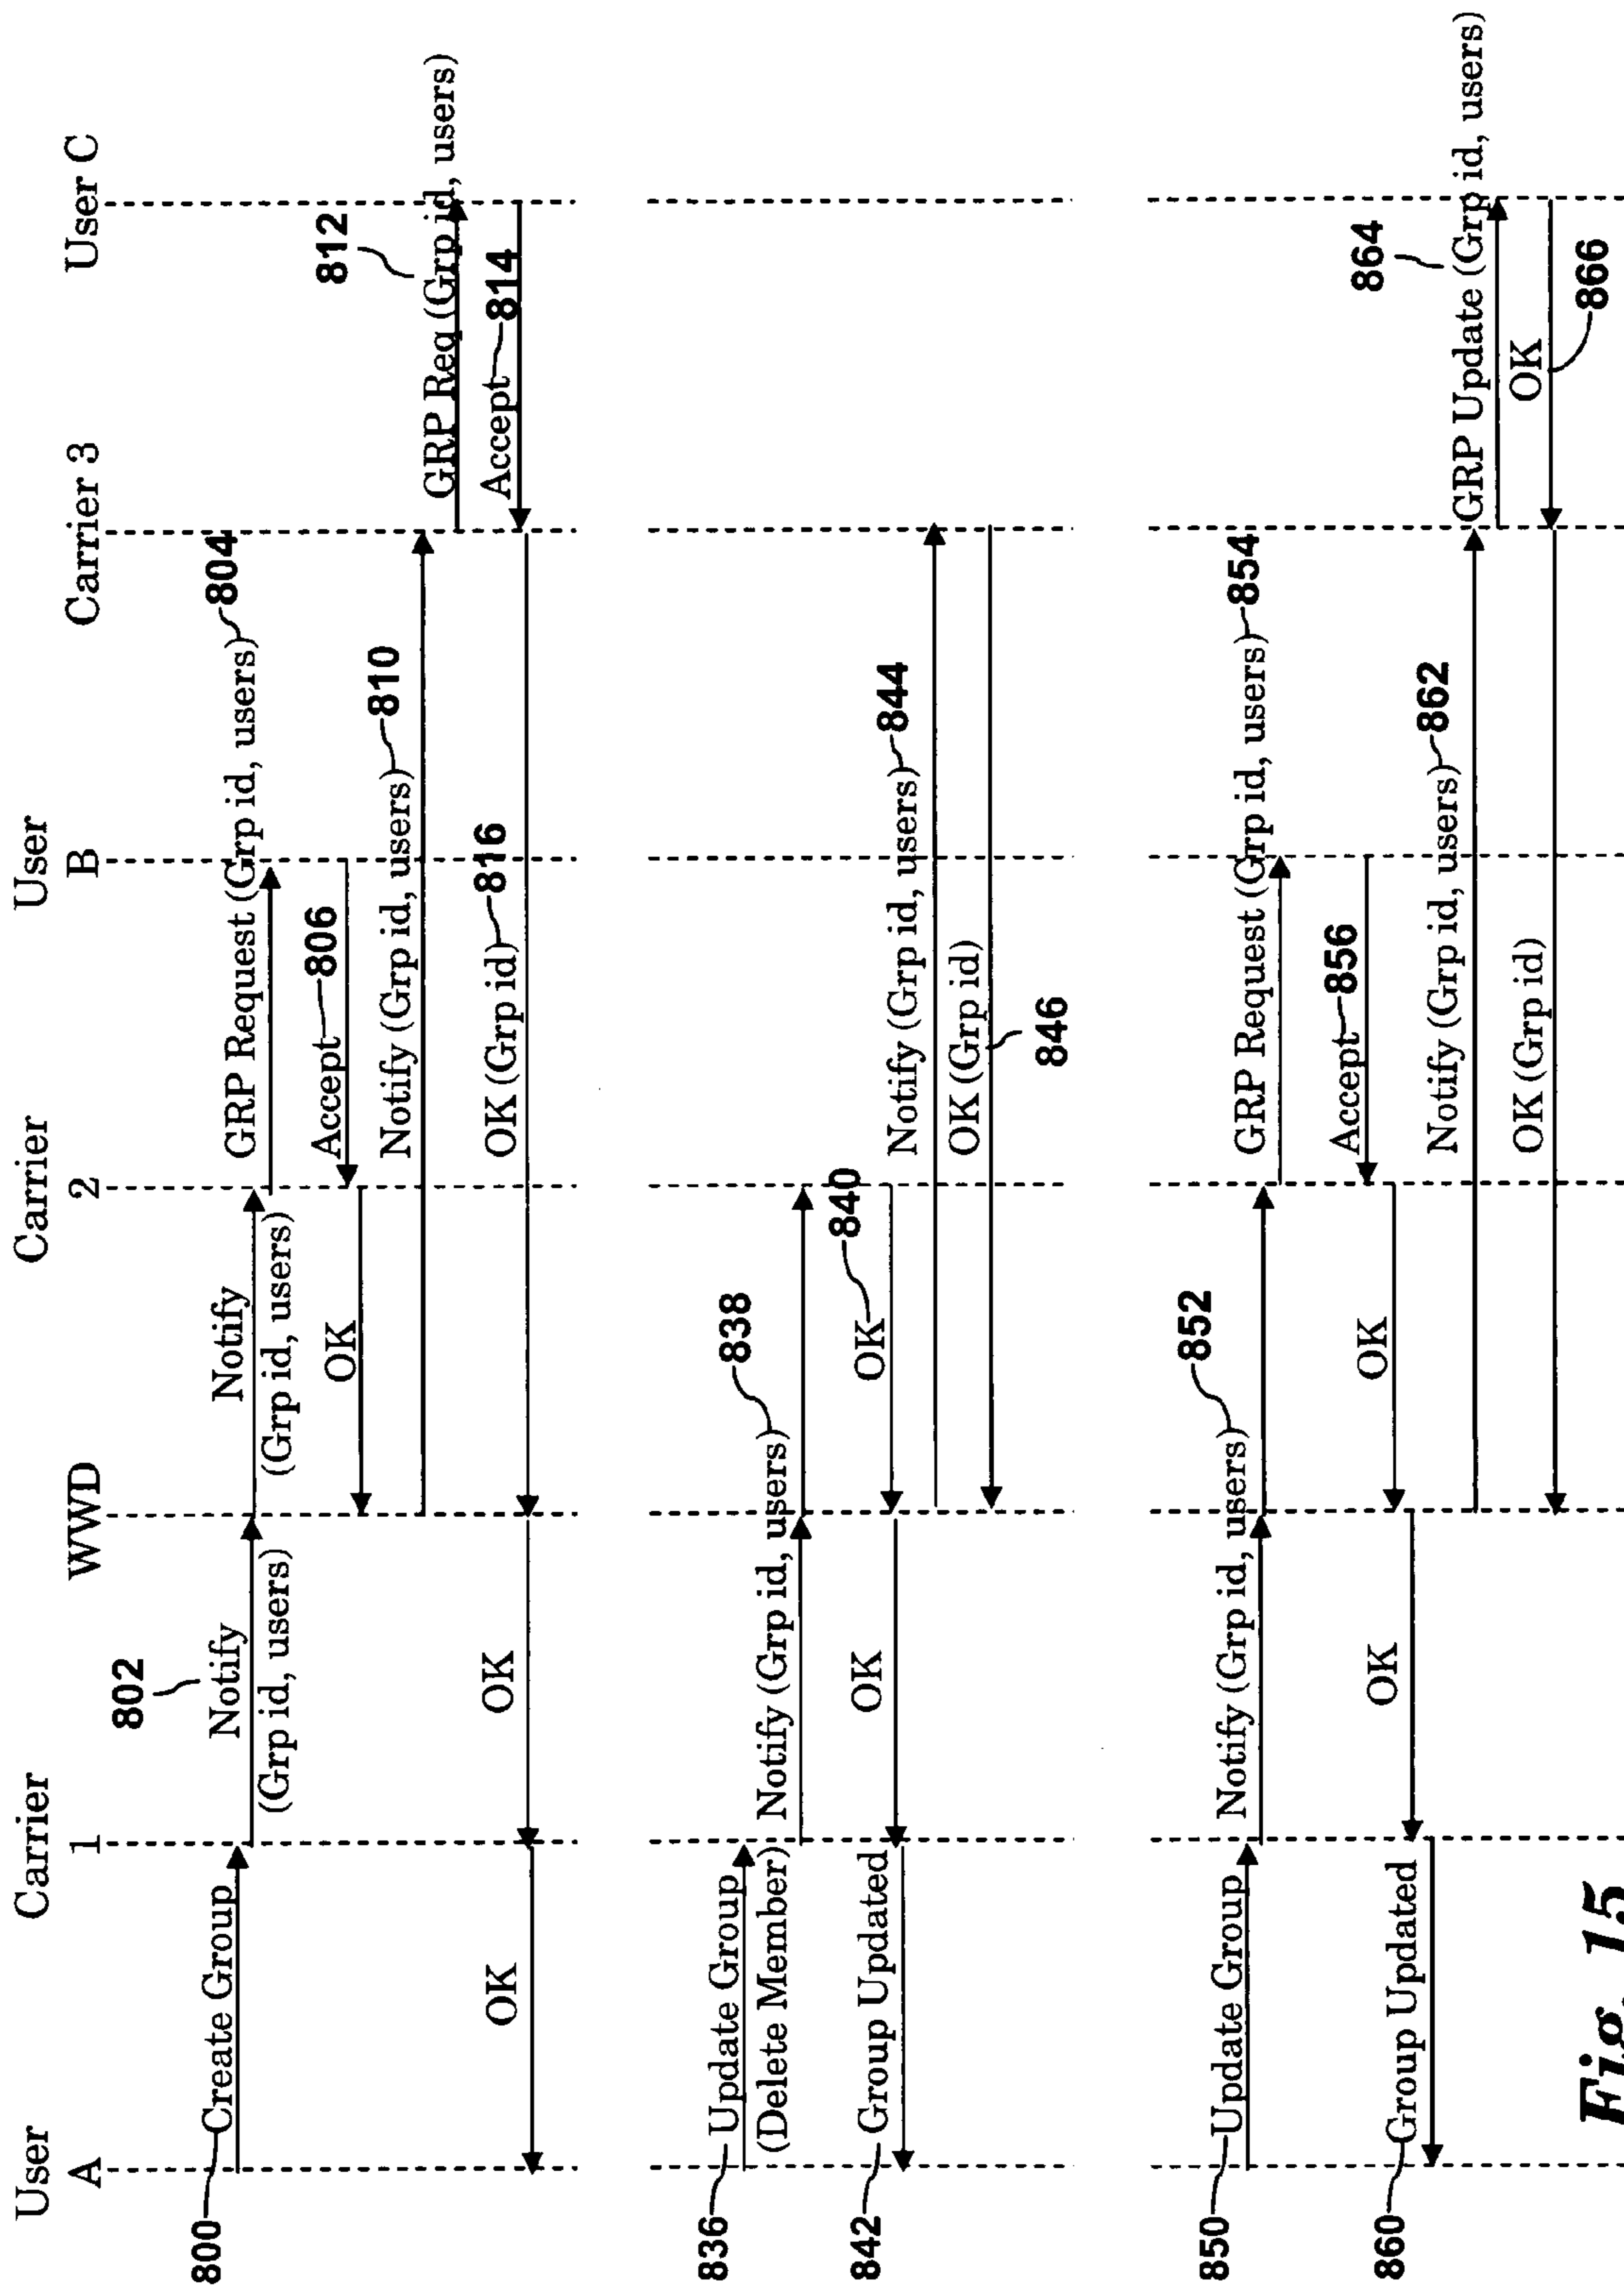 User
A
Carrier
1
WWD
Carrier
2
User
B
Carrier 3
User C
800
Create Group
802
Notify
(Grp id, users)
Notify
(Grp id, users)
GRP Request (Grp id, users)
804
Accept
806
OK
Notify (Grp id, users)
810
GRP Req (Grp id, users)
812
Accept
814
OK (Grp id)
816
OK
OK
836
Update Group
(Delete Member)
Notify (Grp id, users)
838
OK
840
OK
842
Group Updated
Notify (Grp id, users)
844
OK (Grp id)
846
850
Update Group
Notify (Grp id, users)
852
GRP Request (Grp id, users)
854
Accept
856
OK
OK
860
Group Updated
Notify (Grp id, users)
862
GRP Update (Grp id, users)
864
OK
866
OK (Grp id)
Fig. 15